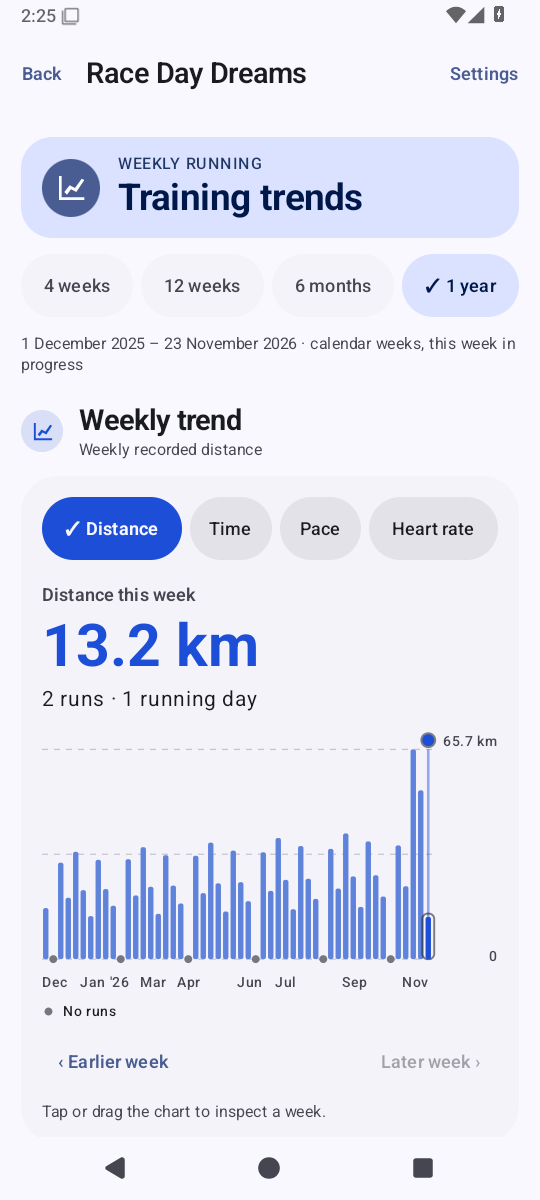 2:25
Back Race Day Dreams Settings
WEEKLY RUNNING
Training trends
4 weeks 12 weeks 6 months ✓ 1 year
1 December 2025 – 23 November 2026 · calendar weeks, this week in
progress
Weekly trend
Weekly recorded distance
✓ Distance Time Pace Heart rate
Distance this week
13.2 km
2 runs · 1 running day
65.7 km
0
Dec Jan '26 Mar Apr Jun Jul Sep Nov
No runs
‹ Earlier week Later week ›
Tap or drag the chart to inspect a week.